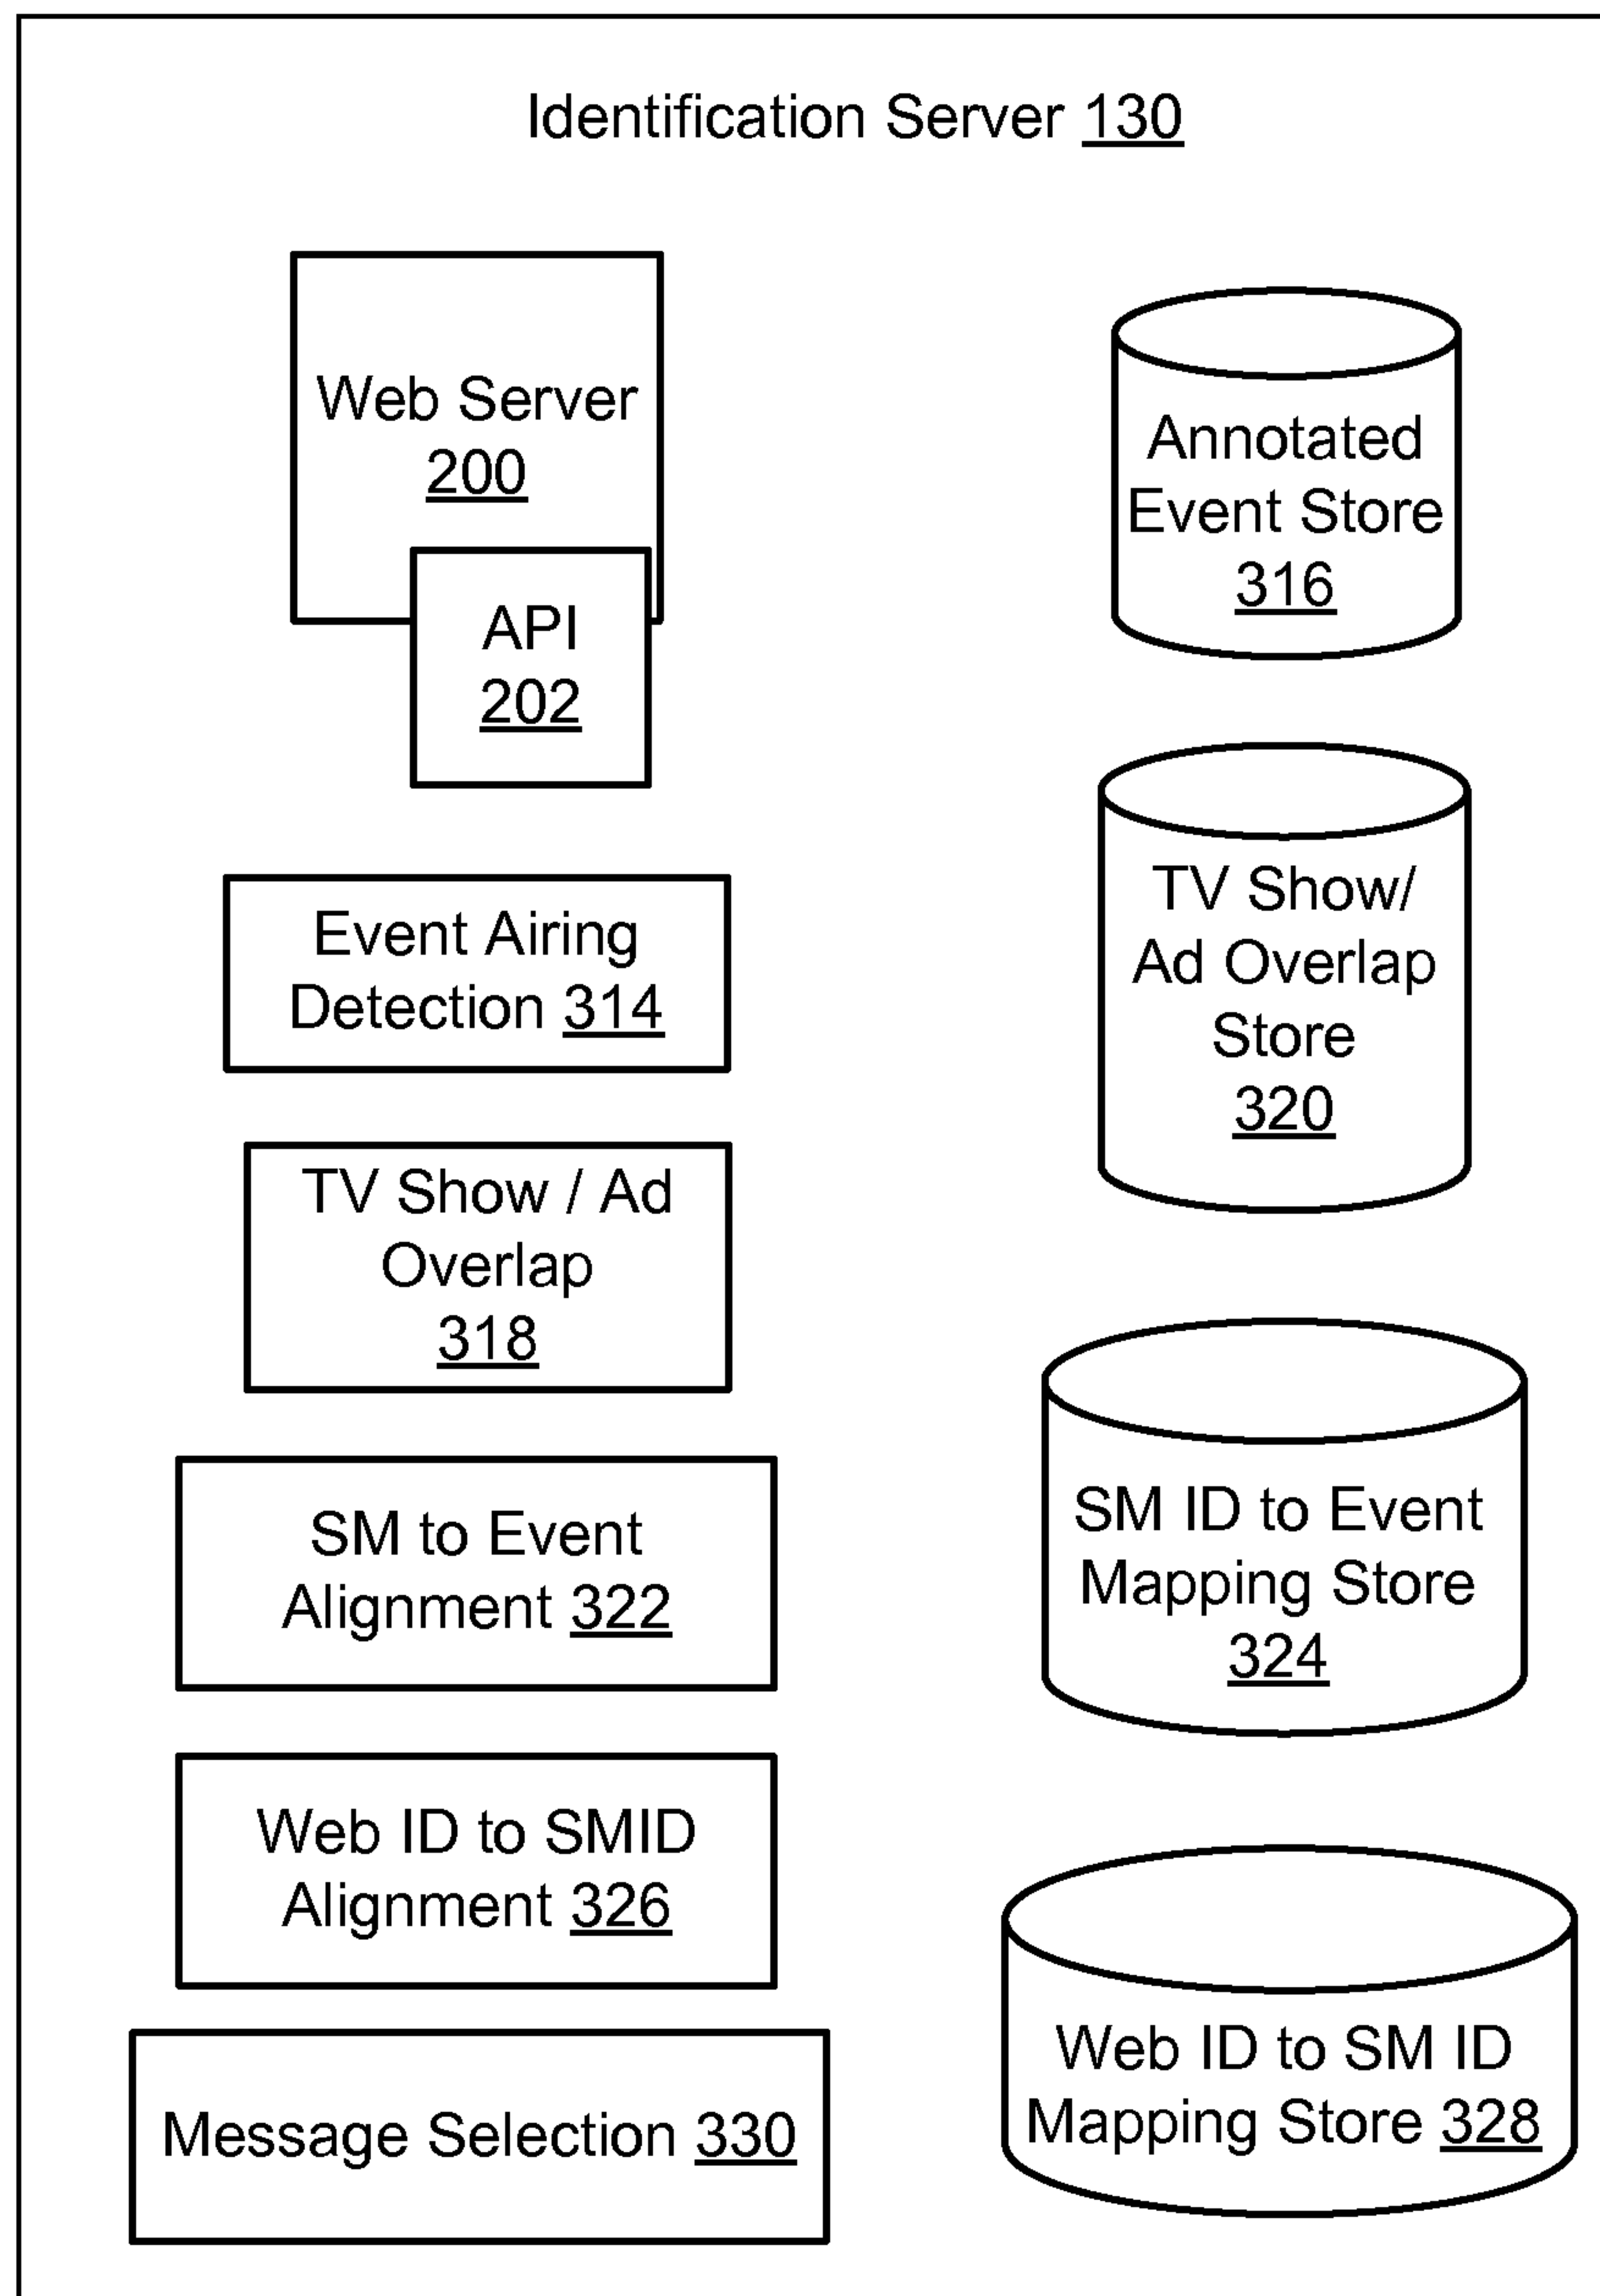 Identification Server 130
Web Server
200
API
202
Event Airing
Detection 314
TV Show / Ad
Overlap
318
SM to Event
Alignment 322
Web ID to SMID
Alignment 326
Message Selection 330
Annotated
Event Store
316
TV Show/
Ad Overlap
Store
320
SM ID to Event
Mapping Store
324
Web ID to SM ID
Mapping Store 328